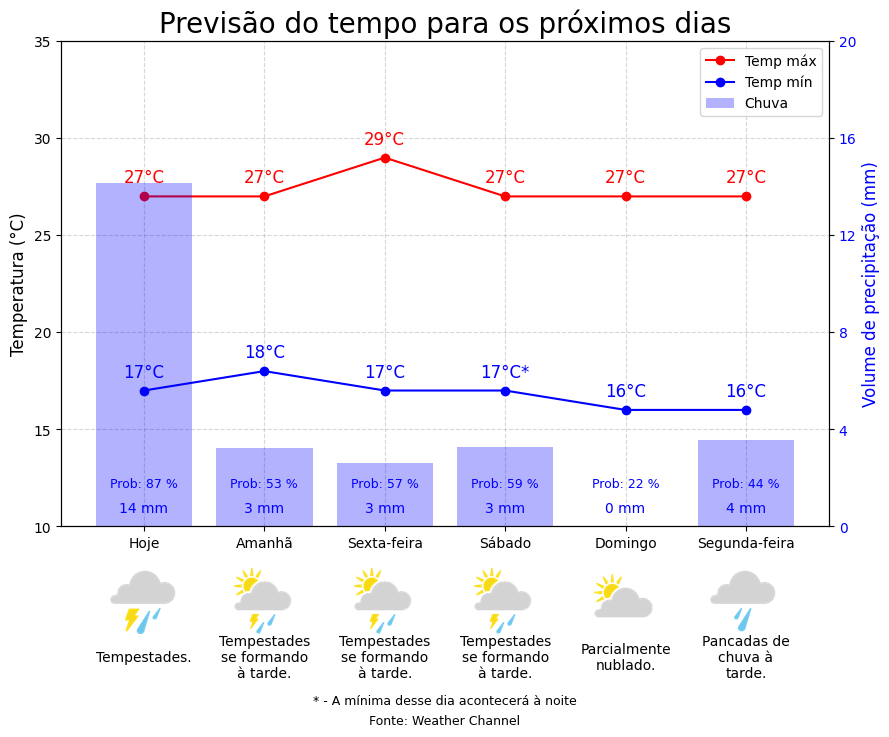 Previsão do tempo para os próximos dias
Temperatura (°C)
35
30
25
20
15
10
Volume de precipitação (mm)
20
16
12
8
4
0
Temp máx
Temp mín
Chuva
27°C 27°C 29°C 27°C 27°C 27°C
17°C 18°C 17°C 17°C* 16°C 16°C
Prob: 87 % Prob: 53 % Prob: 57 % Prob: 59 % Prob: 22 % Prob: 44 %
14 mm 3 mm 3 mm 3 mm 0 mm 4 mm
Hoje Amanhã Sexta-feira Sábado Domingo Segunda-feira
Tempestades.
Tempestades
se formando
à tarde.
Tempestades
se formando
à tarde.
Tempestades
se formando
à tarde.
Parcialmente
nublado.
Pancadas de
chuva à
tarde.
* - A mínima desse dia acontecerá à noite
Fonte: Weather Channel